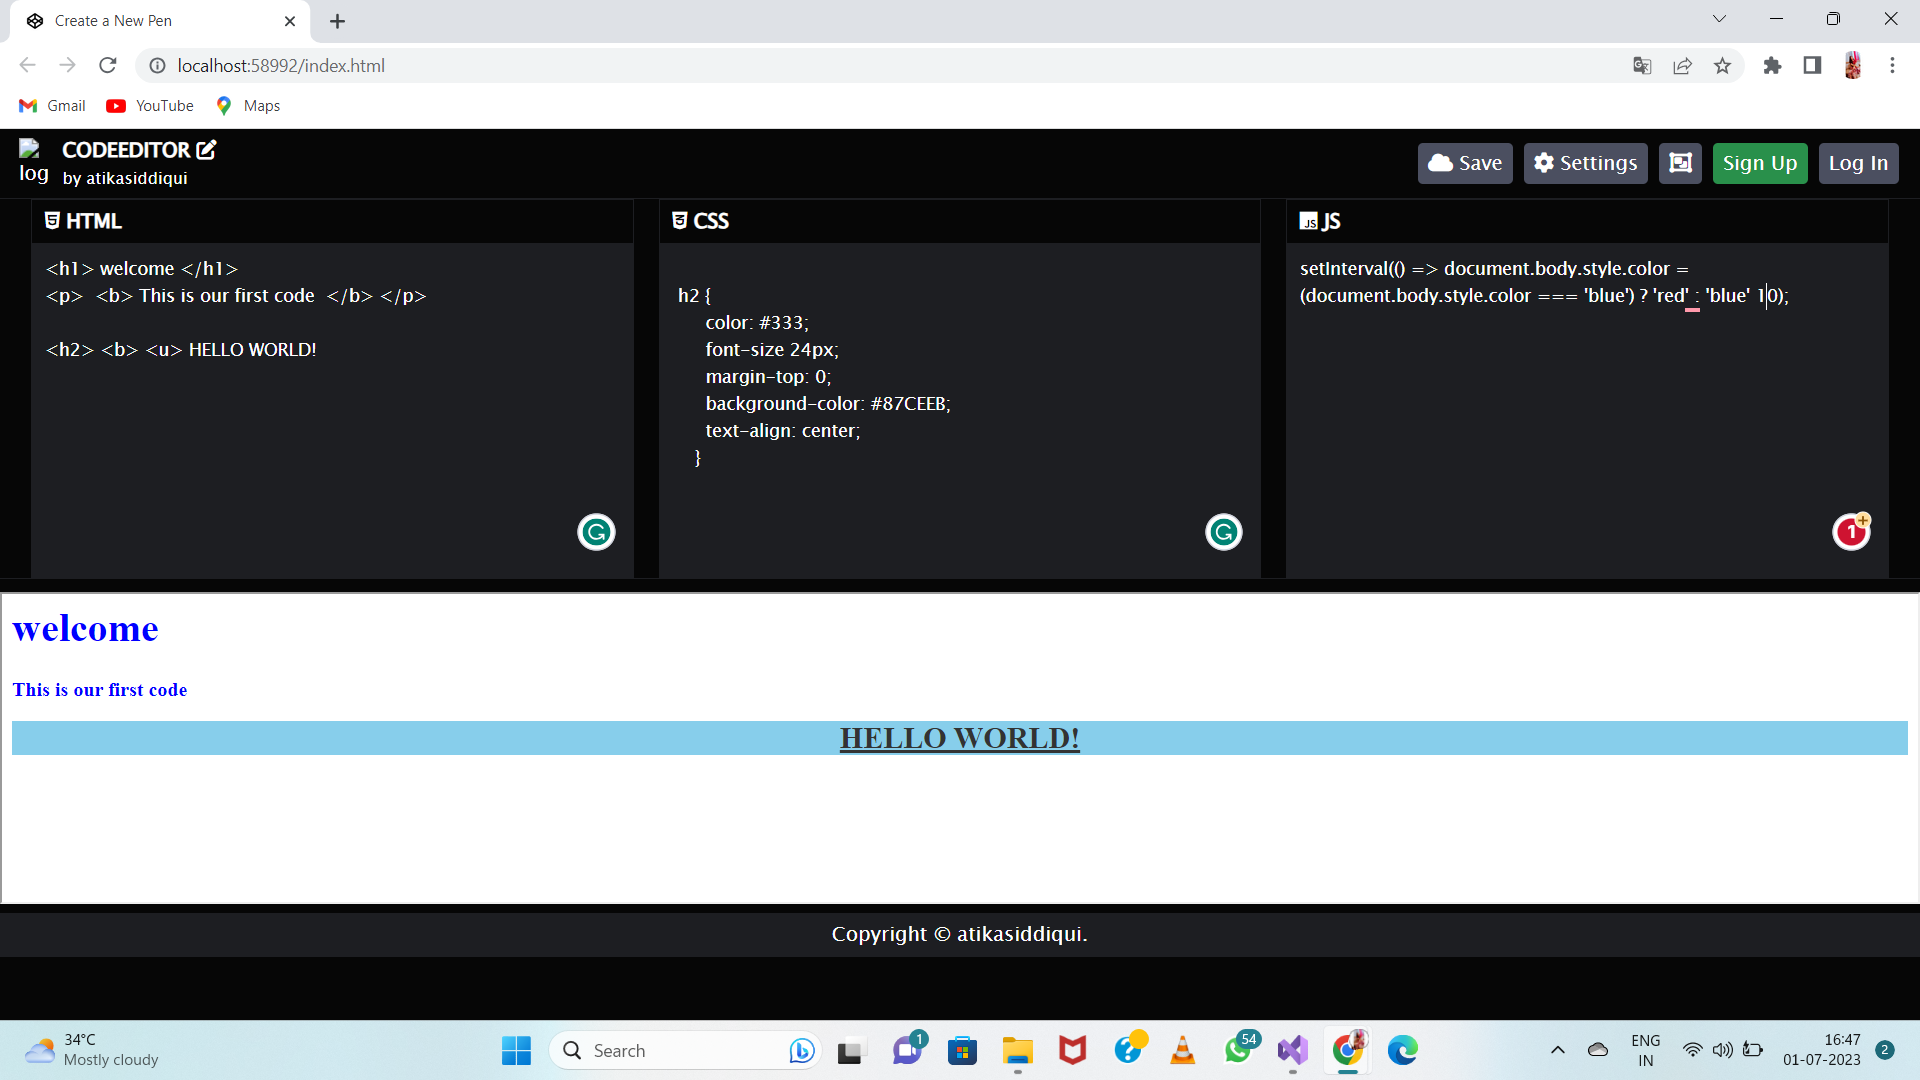 Create a New Pen
localhost:58992/index.html
Gmail YouTube Maps
log
CODEEDITOR
by atikasiddiqui
Save Settings Sign Up Log In
HTML
<h1> welcome </h1>
<p>  <b> This is our first code  </b> </p>
<h2> <b> <u> HELLO WORLD!
CSS
h2 {
color: #333;
font-size 24px;
margin-top: 0;
background-color: #87CEEB;
text-align: center;
}
JS
JS
setInterval(() => document.body.style.color =
(document.body.style.color === 'blue') ? 'red' : 'blue' 10);
1
welcome
This is our first code
HELLO WORLD!
Copyright © atikasiddiqui.
34°C
Mostly cloudy
Search
1
54
ENG
IN
16:47
01-07-2023
2